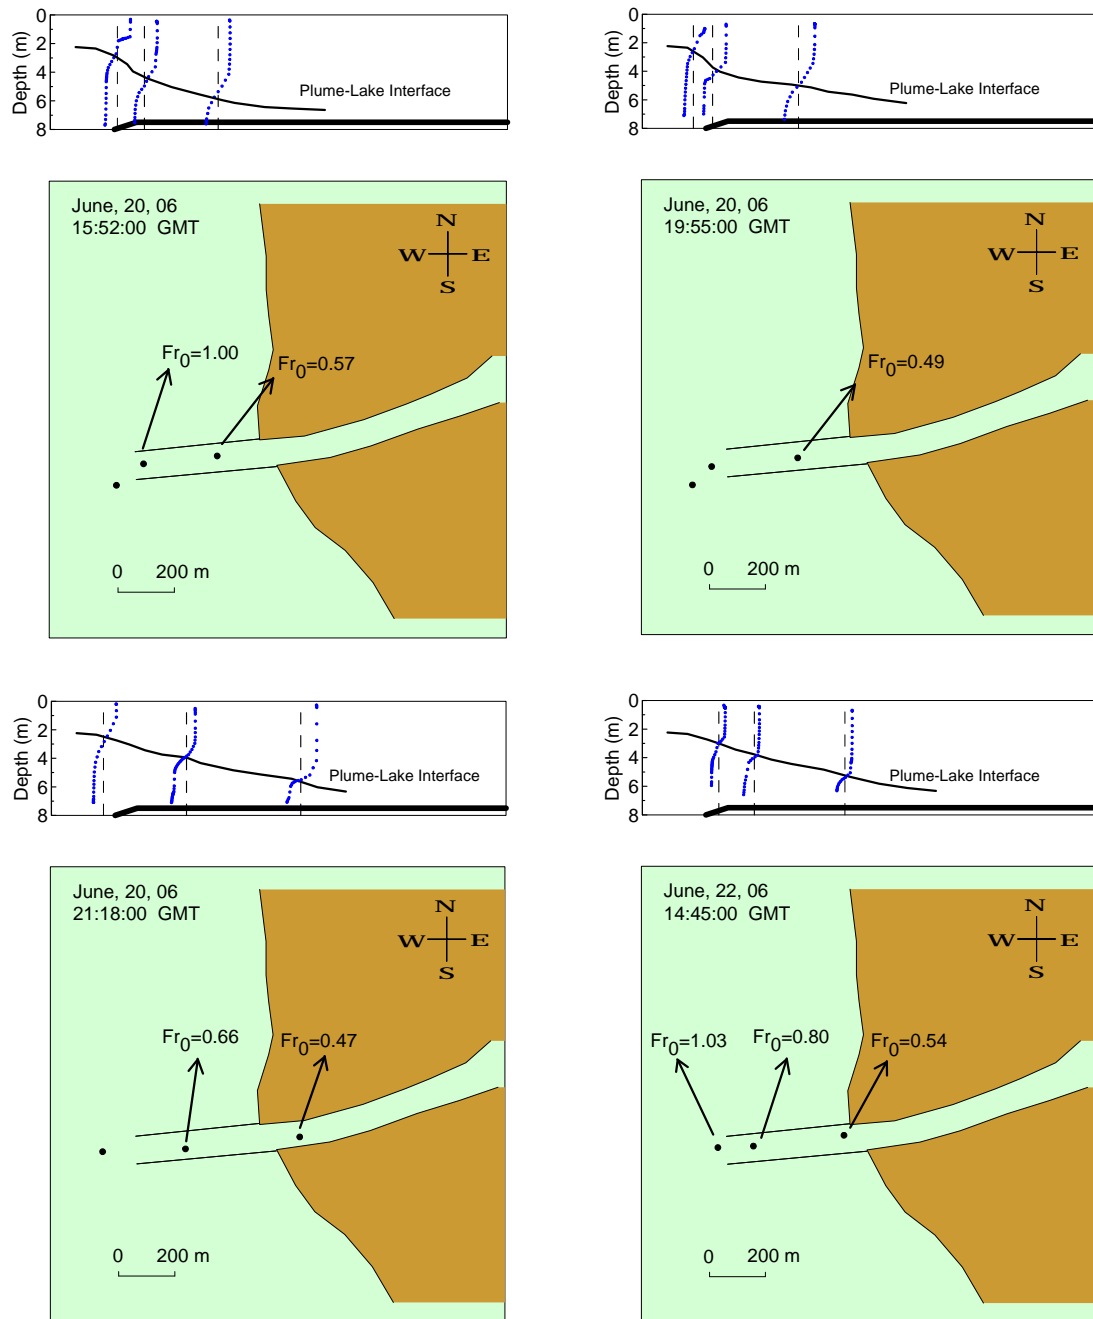 0
2
4
6
8
Depth (m)
Plume-Lake Interface
June, 20, 06
15:52:00 GMT
N
W E
S
Fr0=1.00
Fr0=0.57
0 200 m
0
2
4
6
8
Depth (m)
Plume-Lake Interface
June, 20, 06
19:55:00 GMT
N
W E
S
Fr0=0.49
0 200 m
0
2
4
6
8
Depth (m)
Plume-Lake Interface
June, 20, 06
21:18:00 GMT
N
W E
S
Fr0=0.66
Fr0=0.47
0 200 m
0
2
4
6
8
Depth (m)
Plume-Lake Interface
June, 22, 06
14:45:00 GMT
N
W E
S
Fr0=1.03
Fr0=0.80
Fr0=0.54
0 200 m